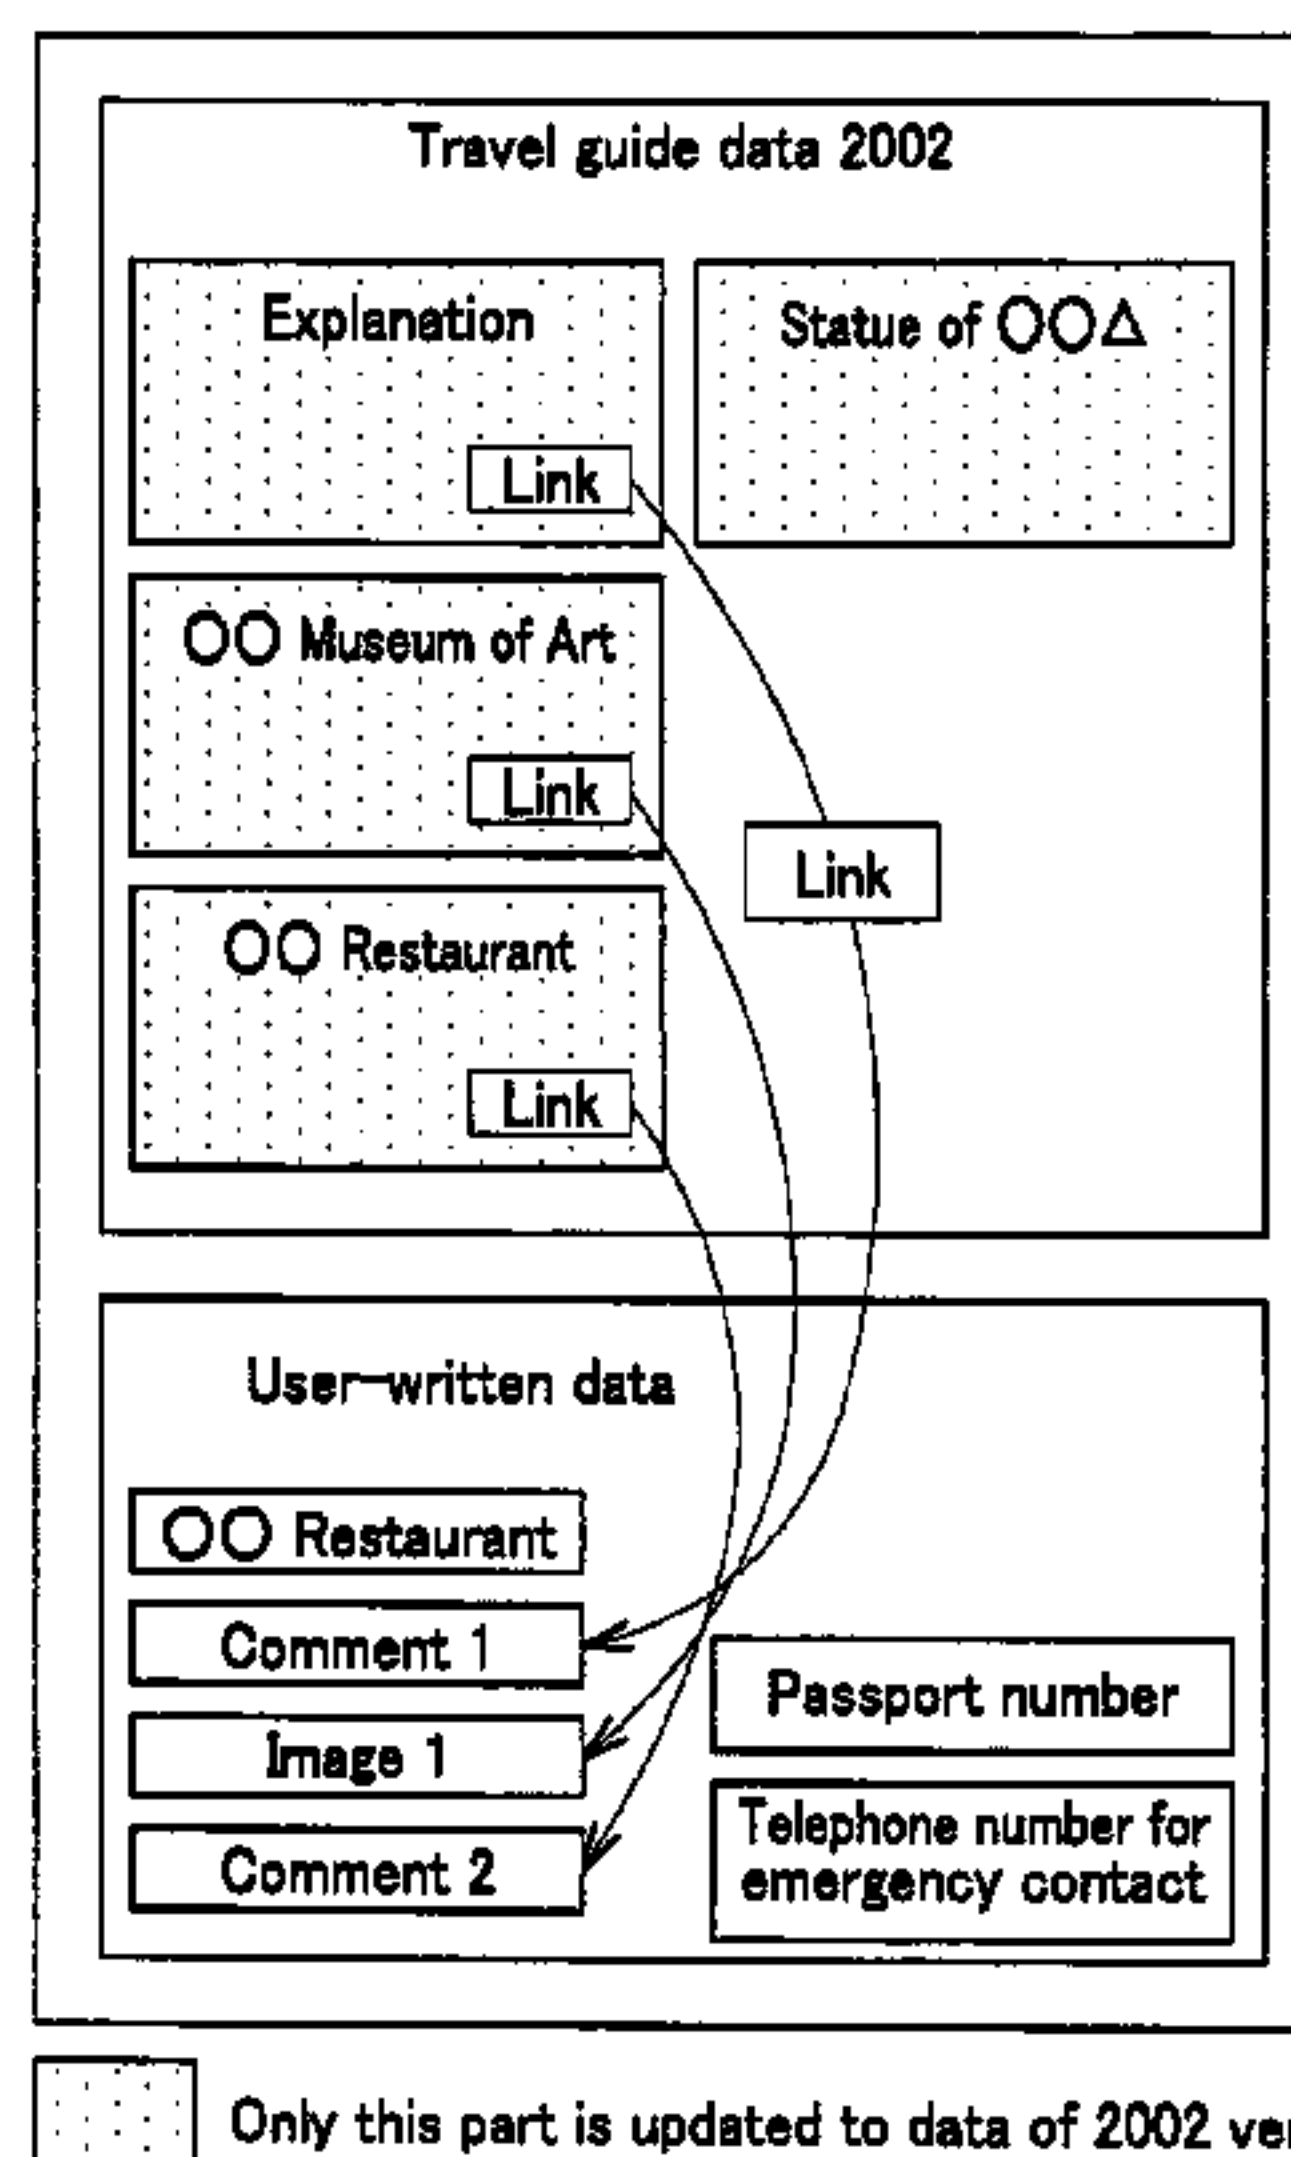 Travel guide data 2002
Explanation
Link
Statue of ○○△
○○ Museum of Art
Link
Link
○○ Restaurant
Link
User-written data
○○ Restaurant
Comment 1
Image 1
Comment 2
Passport number
Telephone number for
emergency contact
Only this part is updated to data of 2002